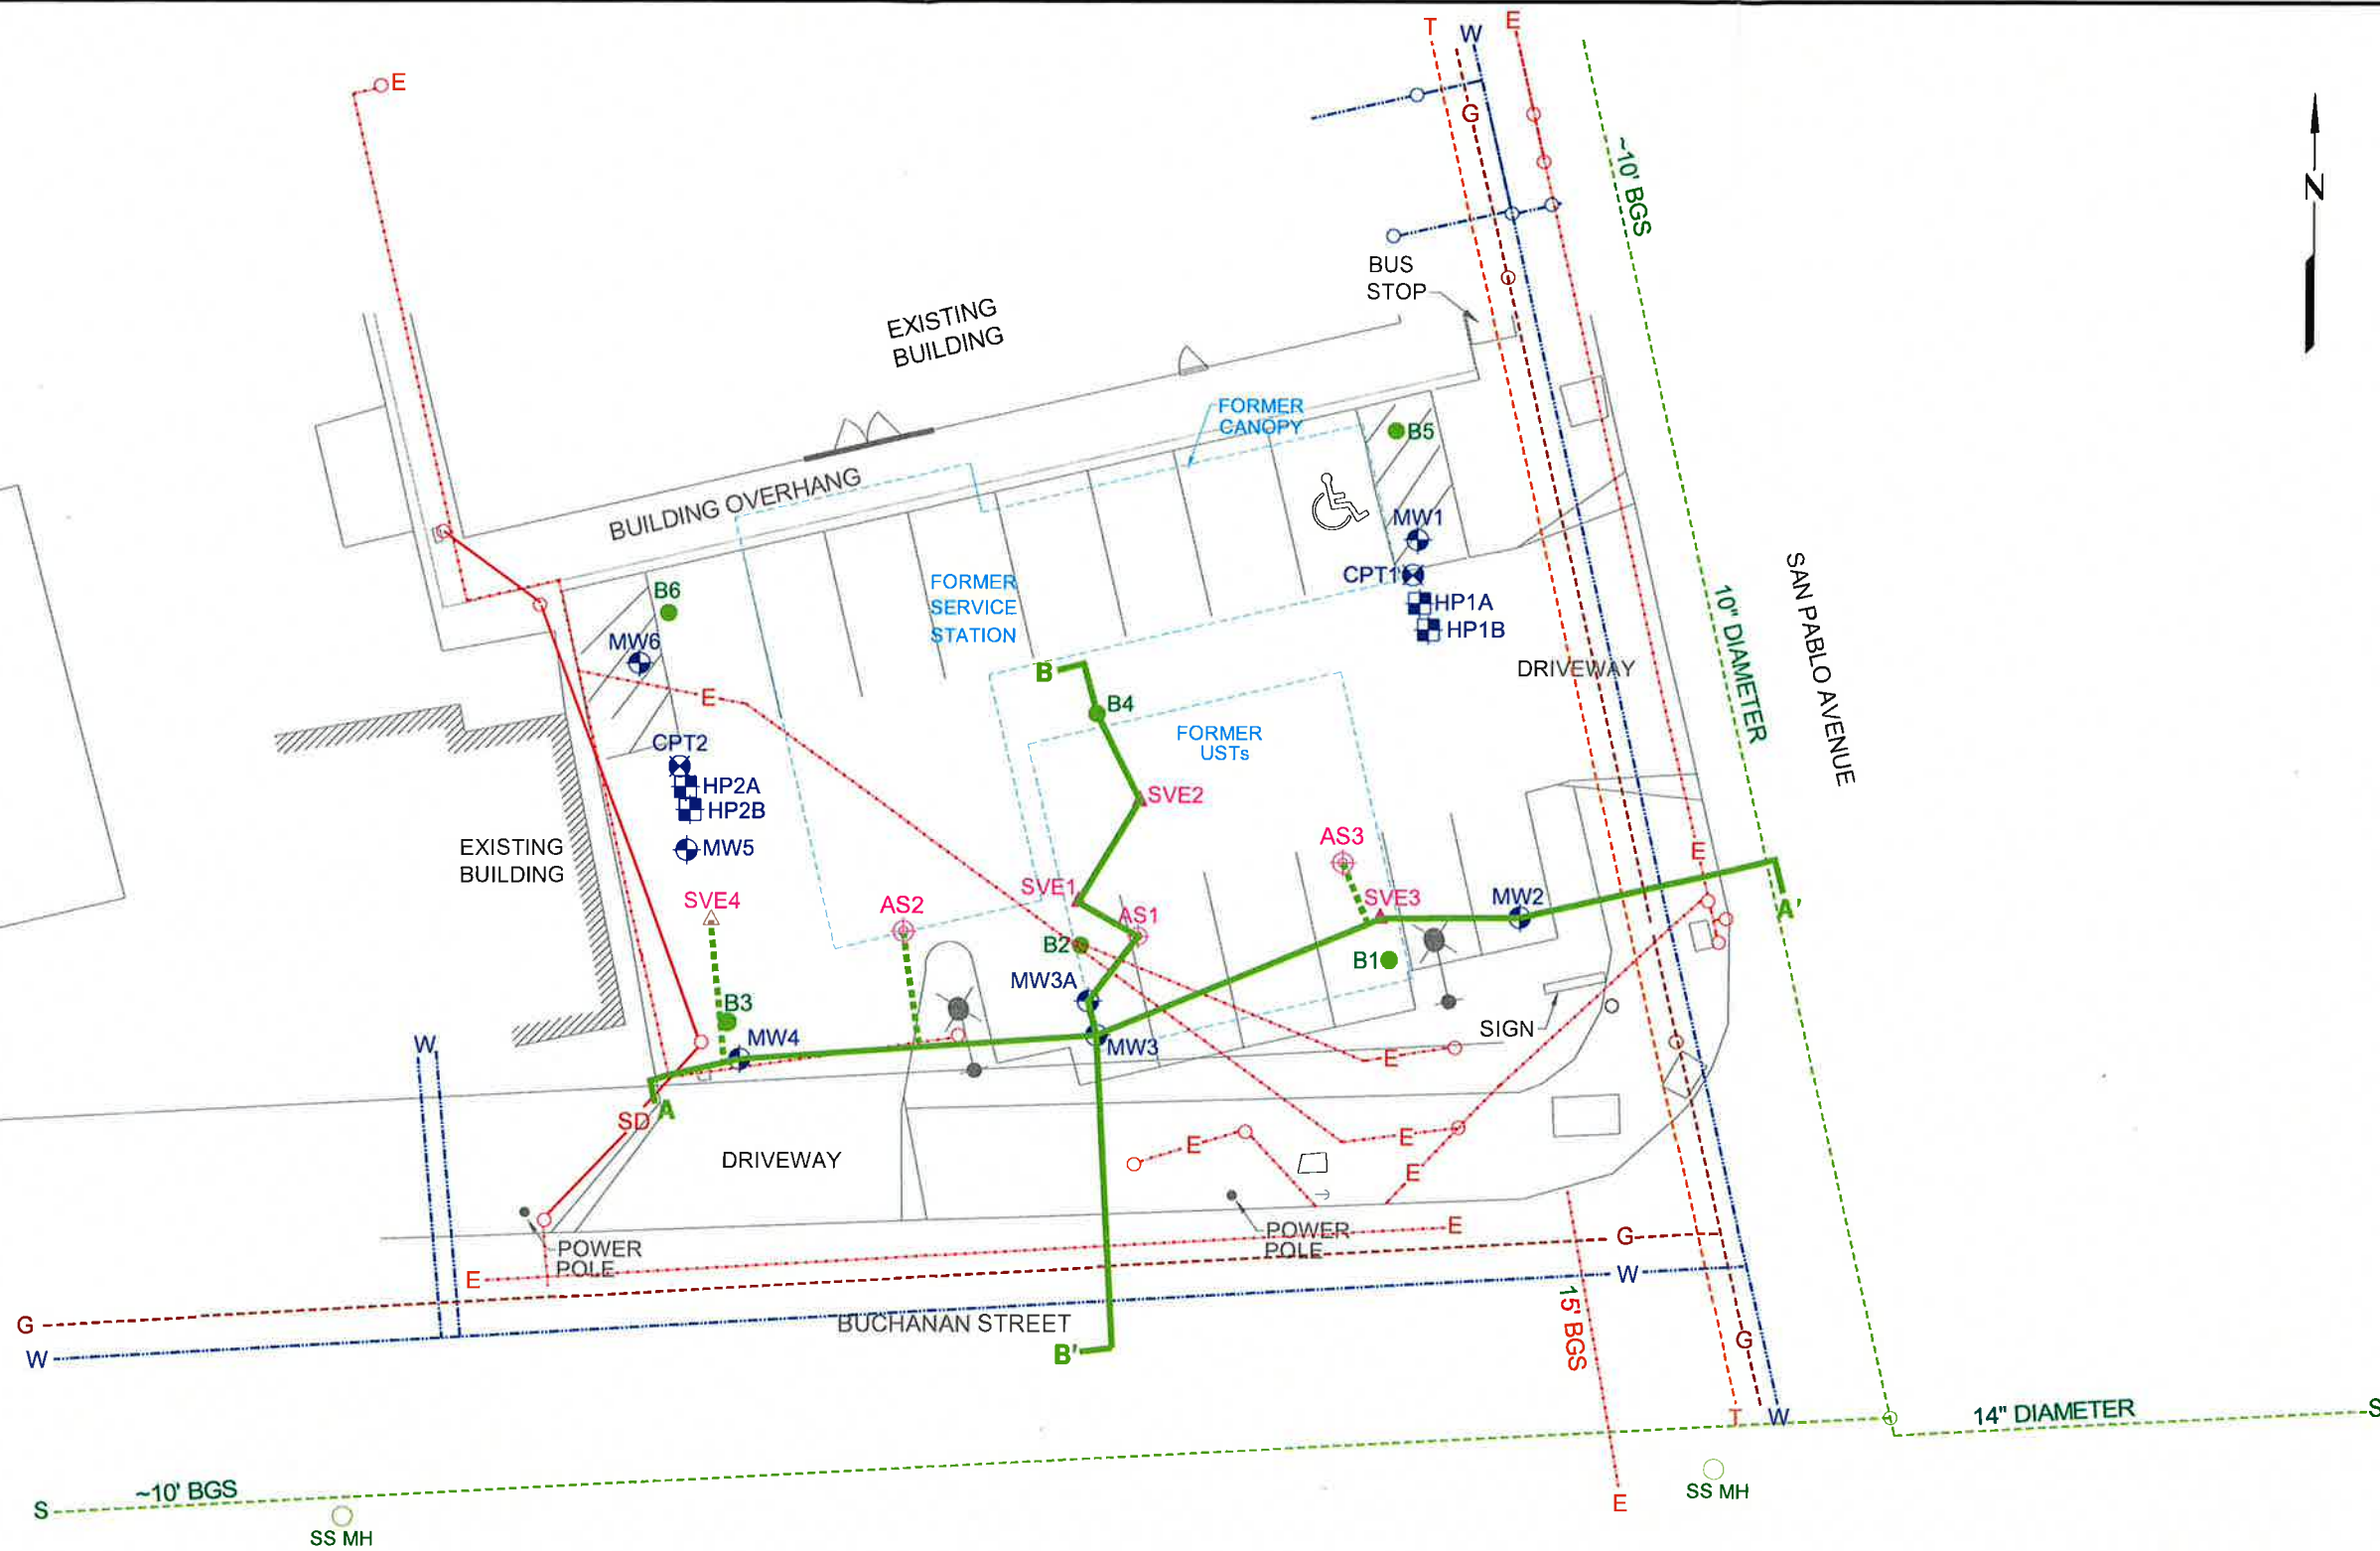 T
W
E
E
G
~10' BGS
N
BUS
STOP
EXISTING
BUILDING
FORMER
CANOPY
B5
BUILDING OVERHANG
MW1
CPT1
HP1A
HP1B
FORMER
SERVICE
STATION
B6
MW6
E
B
B4
DRIVEWAY
10" DIAMETER
SAN PABLO AVENUE
FORMER
USTs
CPT2
HP2A
HP2B
MW5
SVE2
EXISTING
BUILDING
AS3
E
SVE1
SVE3
MW2
A'
SVE4
AS2
AS1
B2
B1
MW3A
B3
MW4
MW3
SIGN
W
E
A
SD
E
E
E
DRIVEWAY
POWER
POLE
POWER
POLE
E
E
G
W
G
W
15' BGS
BUCHANAN STREET
B'
G
T
W
14" DIAMETER
S
S
~10' BGS
SS MH
SS MH
E